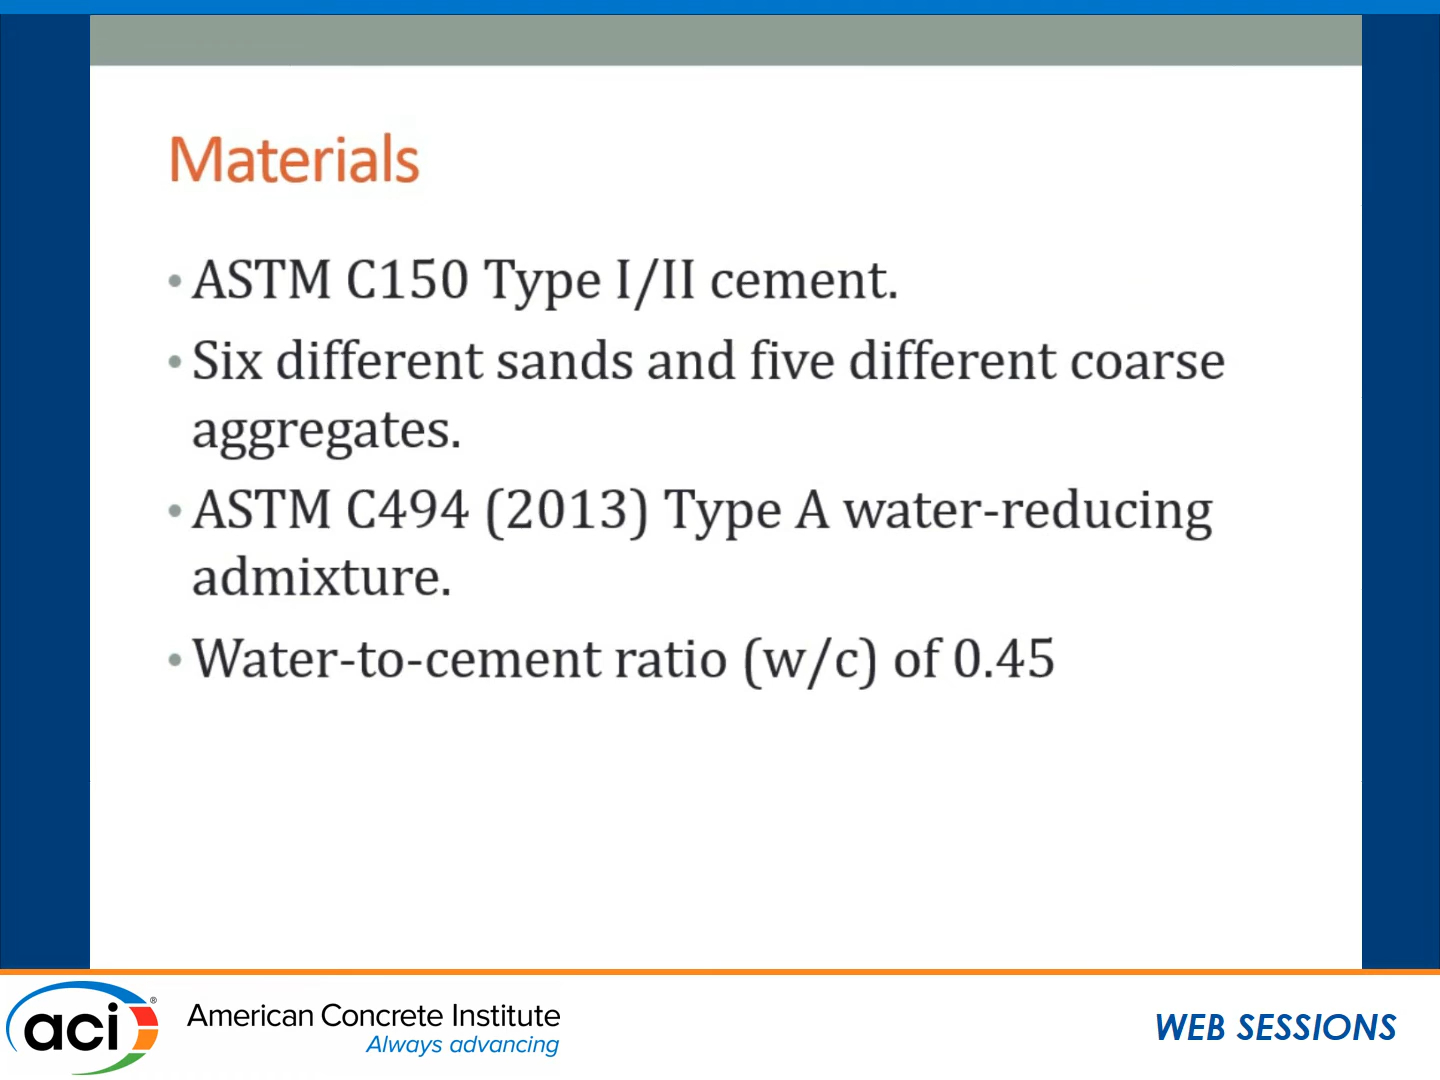 Materials
• ASTM C150 Type I/II cement.
• Six different sands and five different coarse
aggregates.
• ASTM C494 (2013) Type A water-reducing
admixture.
• Water-to-cement ratio (w/c) of 0.45
aci®
American Concrete Institute
Always advancing
WEB SESSIONS